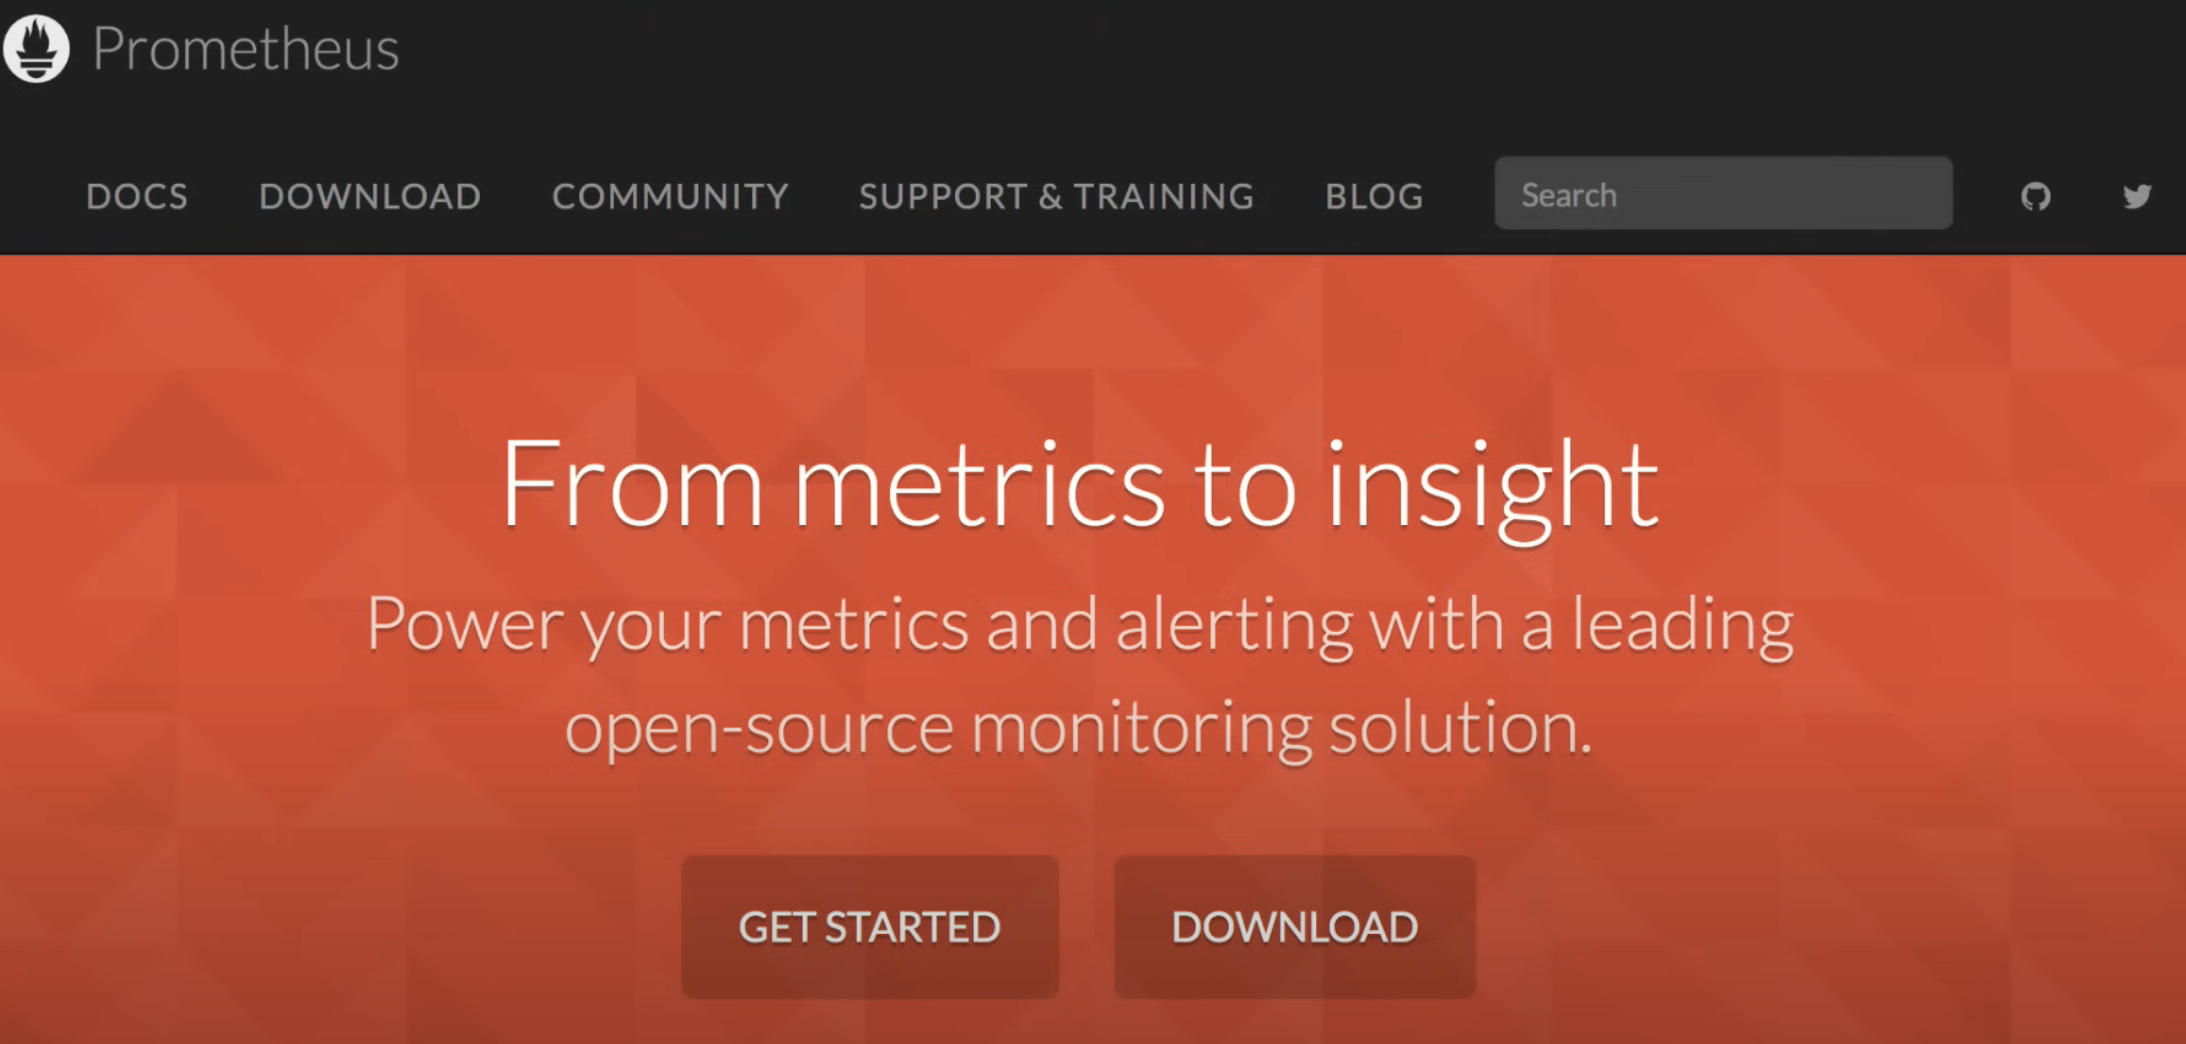 Prometheus
DOCS DOWNLOAD COMMUNITY SUPPORT & TRAINING BLOG Search
From metrics to insight
Power your metrics and alerting with a leading
open-source monitoring solution.
GET STARTED DOWNLOAD